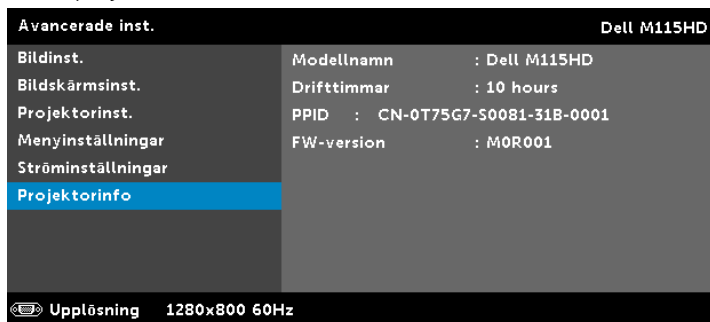 Avancerade inst. Dell M115HD
Bildinst.
Bildskärmsinst.
Projektorinst.
Menyinställningar
Ströminställningar
Projektorinfo
Modellnamn : Dell M115HD
Drifttimmar : 10 hours
PPID : CN-0T75G7-S0081-31B-0001
FW-version : M0R001
Upplösning 1280x800 60Hz